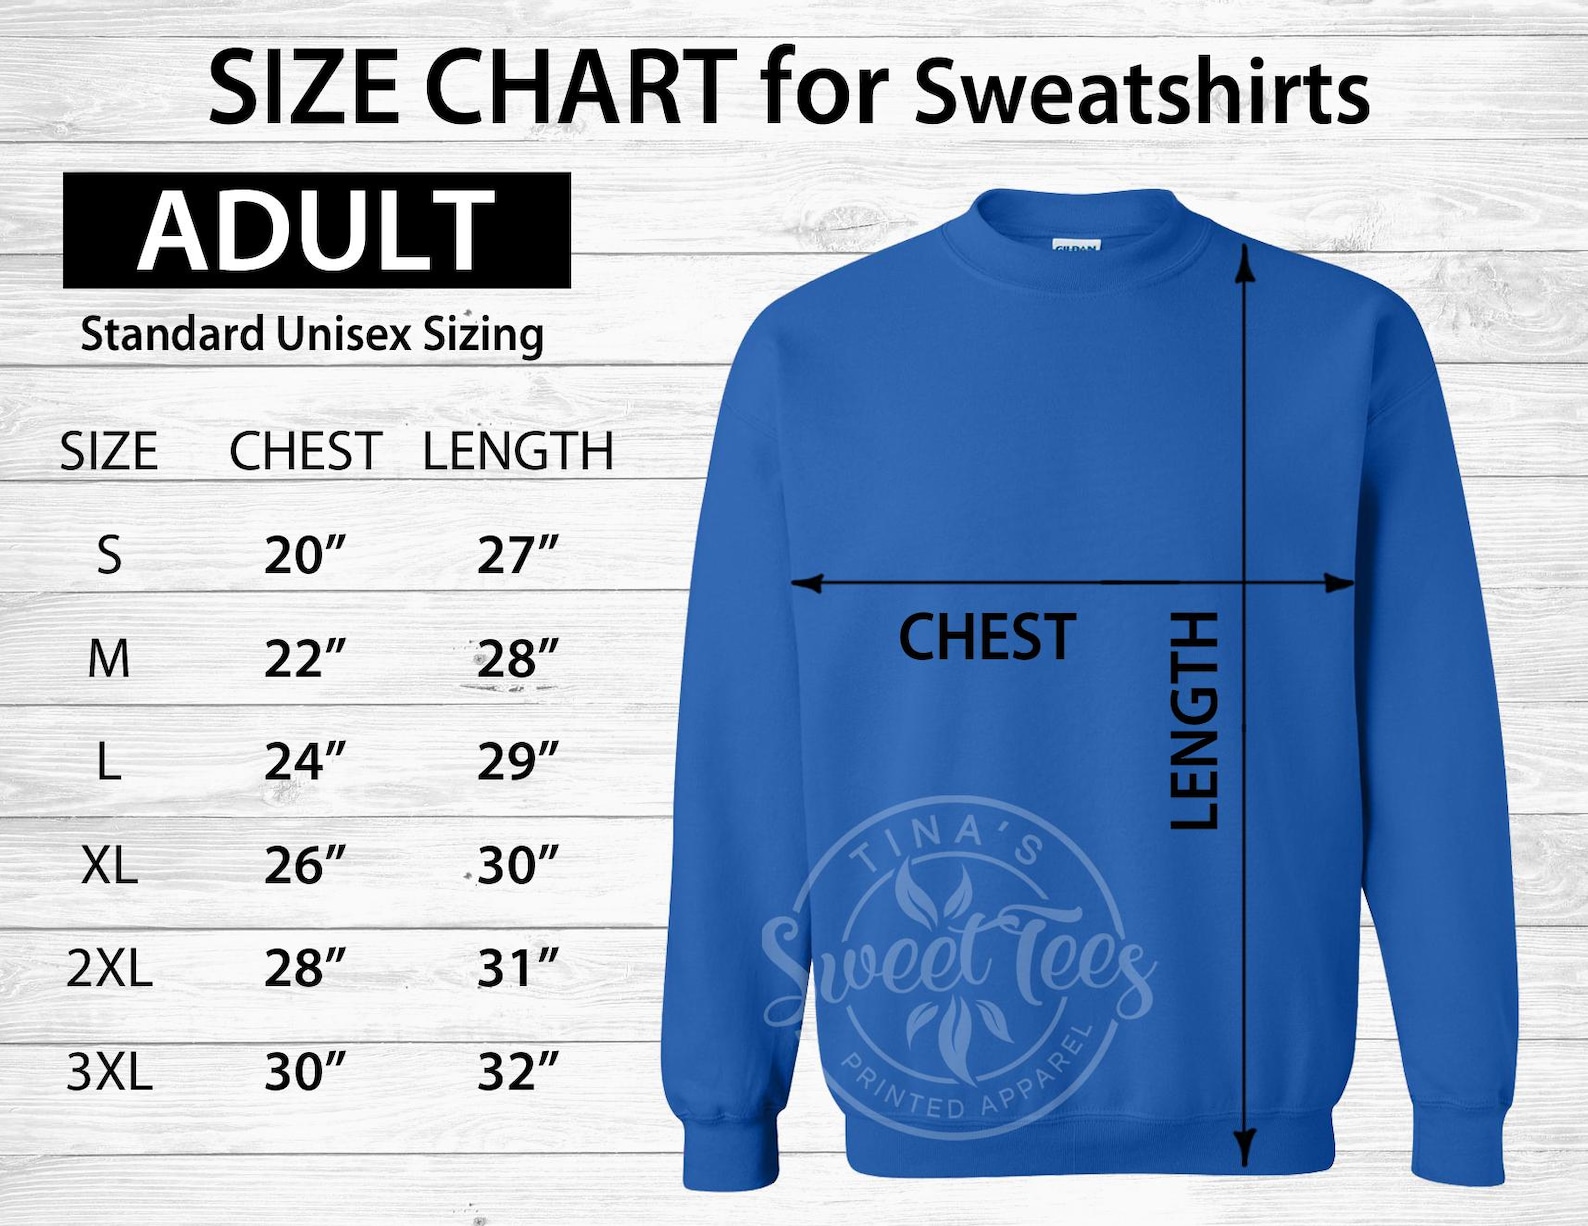 SIZE CHART for Sweatshirts
ADULT
Standard Unisex Sizing
SIZE CHEST LENGTH
S 20” 27”
M 22” 28”
L 24” 29”
XL 26” 30”
2XL 28” 31”
3XL 30” 32”
GILDAN
CHEST
LENGTH
TINA'S
Sweet Tees
PRINTED APPAREL